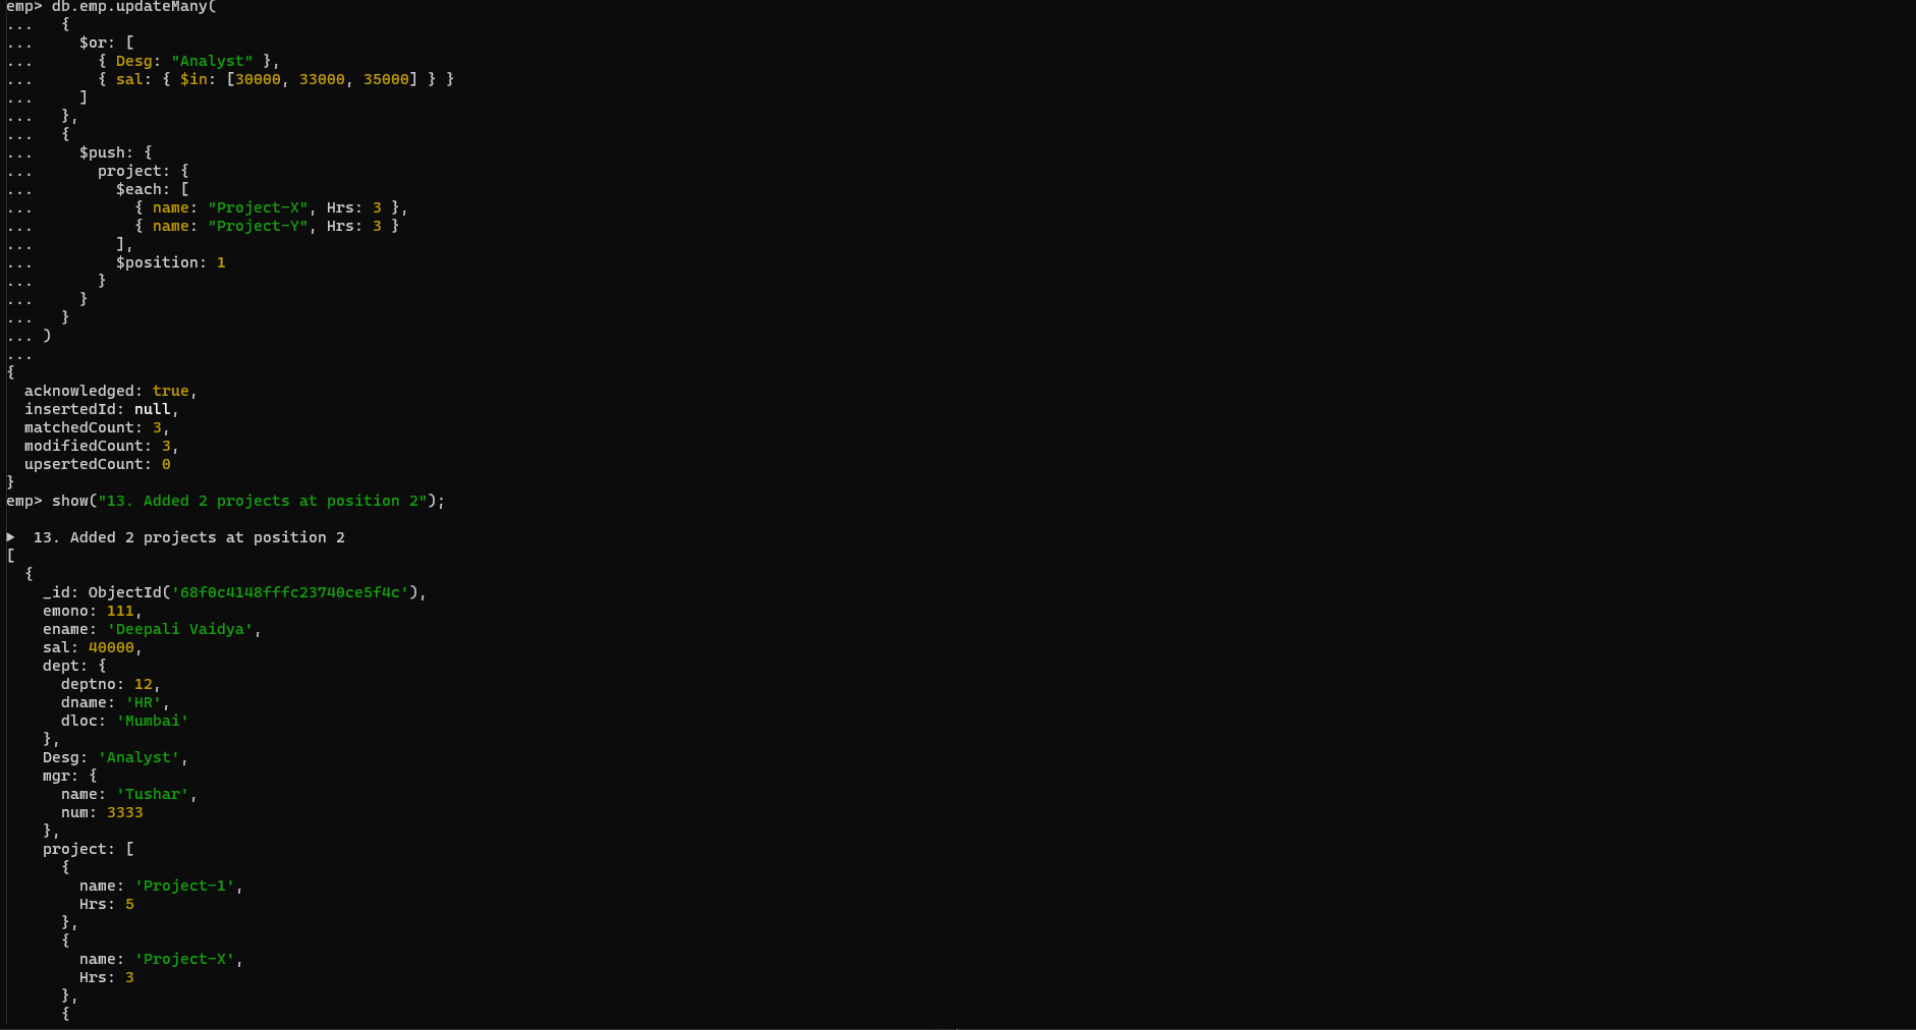 emp> db.emp.updateMany(
...   {
...     $or: [
...       { Desg: "Analyst" },
...       { sal: { $in: [30000, 33000, 35000] } }
...     ]
...   },
...   {
...     $push: {
...       project: {
...         $each: [
...           { name: "Project-X", Hrs: 3 },
...           { name: "Project-Y", Hrs: 3 }
...         ],
...         $position: 1
...       }
...     }
...   }
... )
...
{
  acknowledged: true,
  insertedId: null,
  matchedCount: 3,
  modifiedCount: 3,
  upsertedCount: 0
}
emp> show("13. Added 2 projects at position 2");
▶  13. Added 2 projects at position 2
[
  {
    _id: ObjectId('68f0c4148fffc23740ce5f4c'),
    emono: 111,
    ename: 'Deepali Vaidya',
    sal: 40000,
    dept: {
      deptno: 12,
      dname: 'HR',
      dloc: 'Mumbai'
    },
    Desg: 'Analyst',
    mgr: {
      name: 'Tushar',
      num: 3333
    },
    project: [
      {
        name: 'Project-1',
        Hrs: 5
      },
      {
        name: 'Project-X',
        Hrs: 3
      },
      {